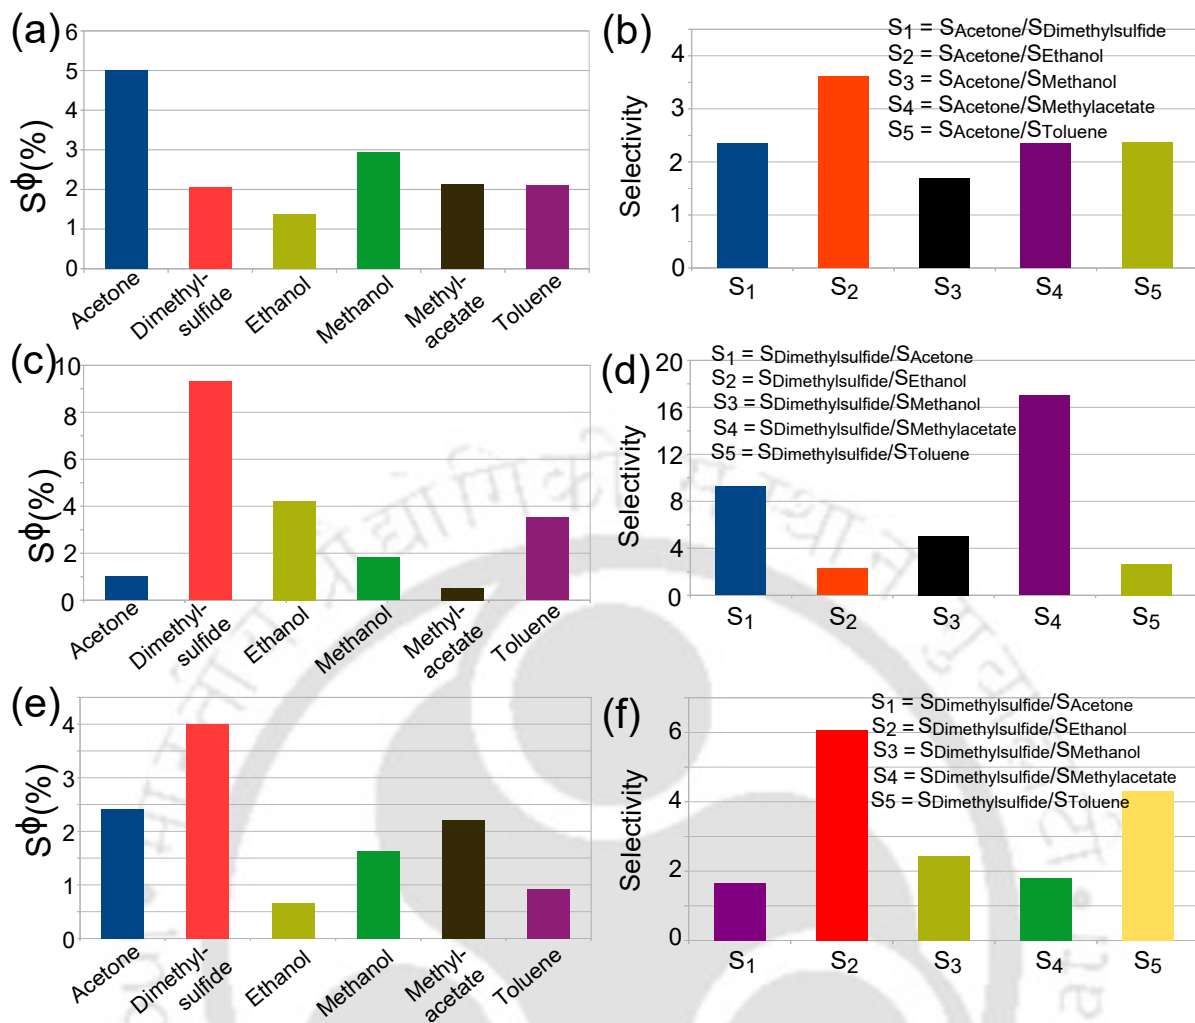 (a)
6
5
4
3
2
1
0
Sϕ(%)
Acetone
Dimethyl-
sulfide
Ethanol
Methanol
Methyl-
acetate
Toluene
(b)
S1 = SAcetone/SDimethylsulfide
S2 = SAcetone/SEthanol
S3 = SAcetone/SMethanol
S4 = SAcetone/SMethylacetate
S5 = SAcetone/SToluene
4
3
2
1
0
Selectivity
S1 S2 S3 S4 S5
(c)
10
8
6
4
2
0
Sϕ(%)
Acetone
Dimethyl-
sulfide
Ethanol
Methanol
Methyl-
acetate
Toluene
(d)
S1 = SDimethylsulfide/SAcetone
S2 = SDimethylsulfide/SEthanol
S3 = SDimethylsulfide/SMethanol
S4 = SDimethylsulfide/SMethylacetate
S5 = SDimethylsulfide/SToluene
20
16
12
8
4
0
Selectivity
S1 S2 S3 S4 S5
(e)
4
3
2
2
1
0
Sϕ(%)
Acetone
Dimethyl-
sulfide
Ethanol
Methanol
Methyl-
acetate
Toluene
(f)
S1 = SDimethylsulfide/SAcetone
S2 = SDimethylsulfide/SEthanol
S3 = SDimethylsulfide/SMethanol
S4 = SDimethylsulfide/SMethylacetate
S5 = SDimethylsulfide/SToluene
6
4
2
0
Selectivity
S1 S2 S3 S4 S5